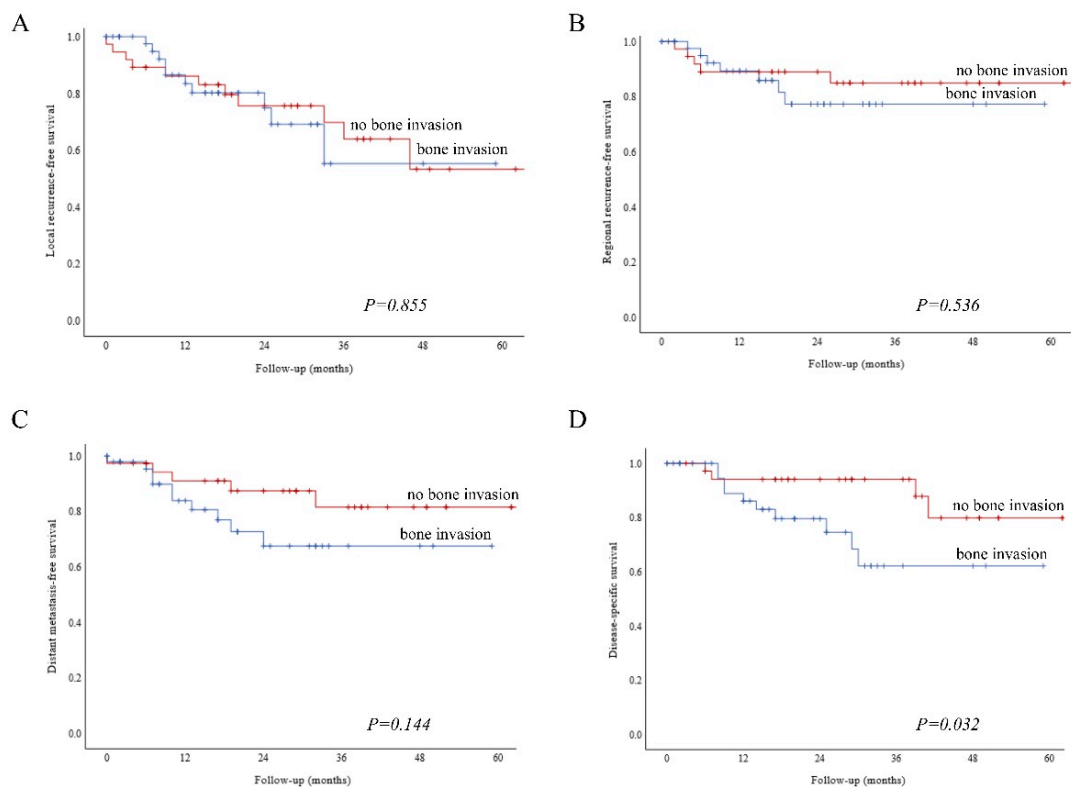 A
Local recurrence-free survival
1.0
0.8
0.6
0.4
0.2
0.0
no bone invasion
bone invasion
P=0.855
0 12 24 36 48 60
Follow-up (months)
B
Regional recurrence-free survival
1.0
0.8
0.6
0.4
0.2
0.0
no bone invasion
bone invasion
P=0.536
0 12 24 36 48 60
Follow-up (months)
C
Distant metastasis-free survival
1.0
0.8
0.6
0.4
0.2
0.0
no bone invasion
bone invasion
P=0.144
0 12 24 36 48 60
Follow-up (months)
D
Disease-specific survival
1.0
0.8
0.6
0.4
0.2
0.0
no bone invasion
bone invasion
P=0.032
0 12 24 36 48 60
Follow-up (months)